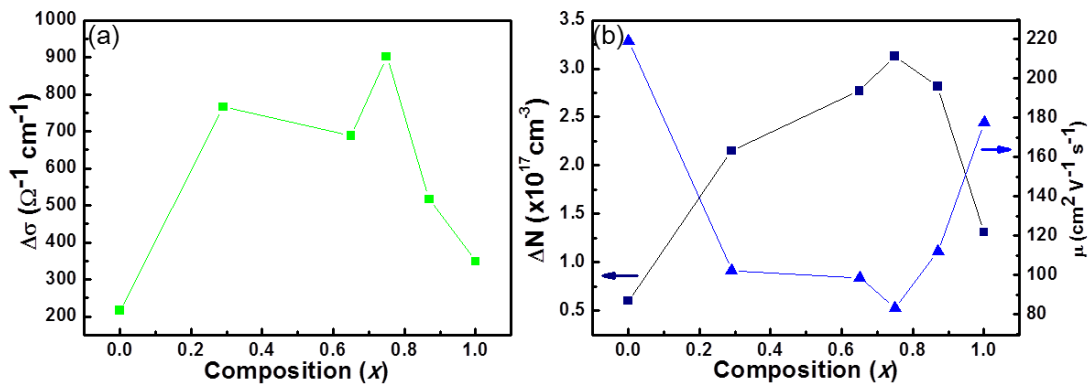 (a)
1000
900
800
700
600
500
400
300
200
Δσ (Ω⁻¹ cm⁻¹)
0.0 0.2 0.4 0.6 0.8 1.0
Composition (x)
(b)
3.5
3.0
2.5
2.0
1.5
1.0
0.5
ΔN (x10¹⁷cm⁻³)
220
200
180
160
140
120
100
80
μ (cm² V⁻¹ s⁻¹)
0.0 0.2 0.4 0.6 0.8 1.0
Composition (x)